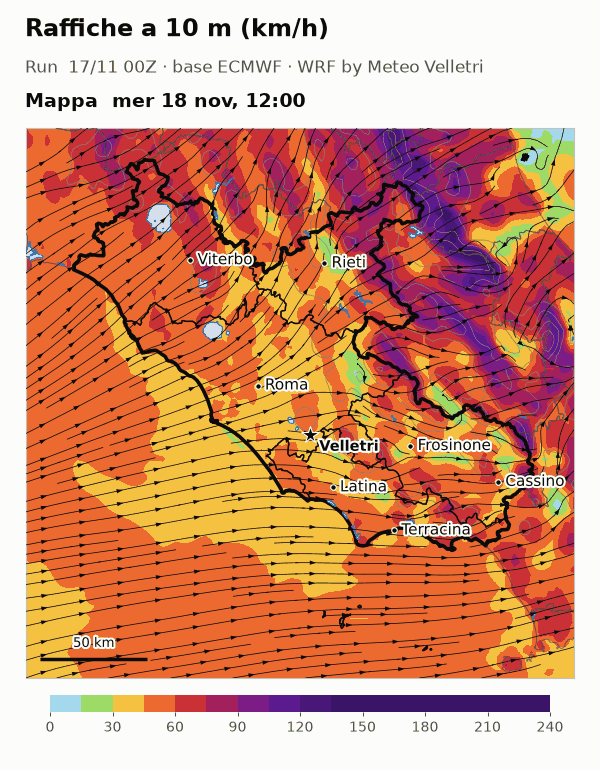 Raffiche a 10 m (km/h)
Run 17/11 00Z · base ECMWF · WRF by Meteo Velletri
Mappa mer 18 nov, 12:00
Viterbo
Rieti
Roma
Velletri
Frosinone
Cassino
Latina
Terracina
50 km
0 30 60 90 120 150 180 210 240